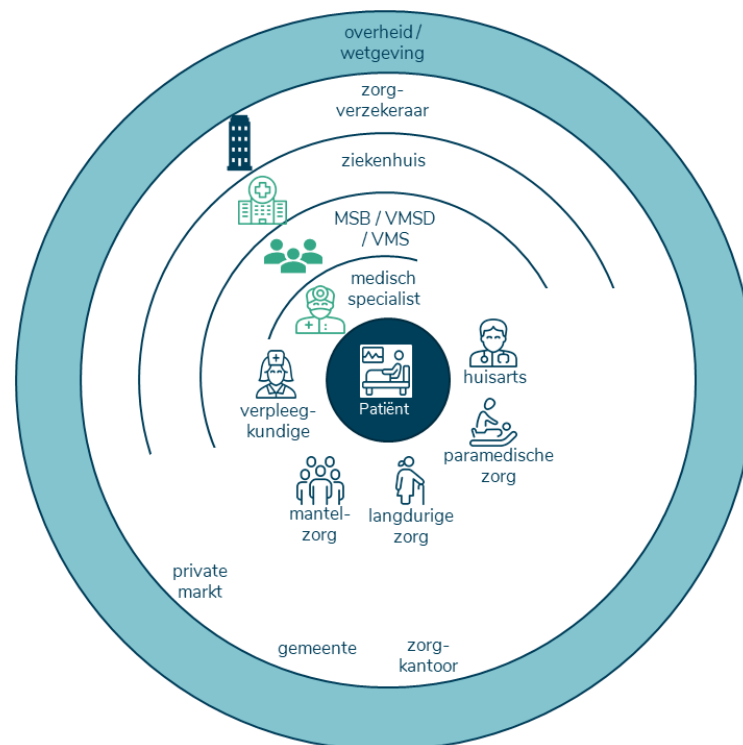 overheid /
wetgeving
zorg-
verzekeraar
ziekenhuis
MSB / VMSD
/ VMS
medisch
specialist
huisarts
Patiënt
verpleeg-
kundige
paramedische
zorg
mantel-
zorg
langdurige
zorg
private
markt
gemeente
zorg-
kantoor